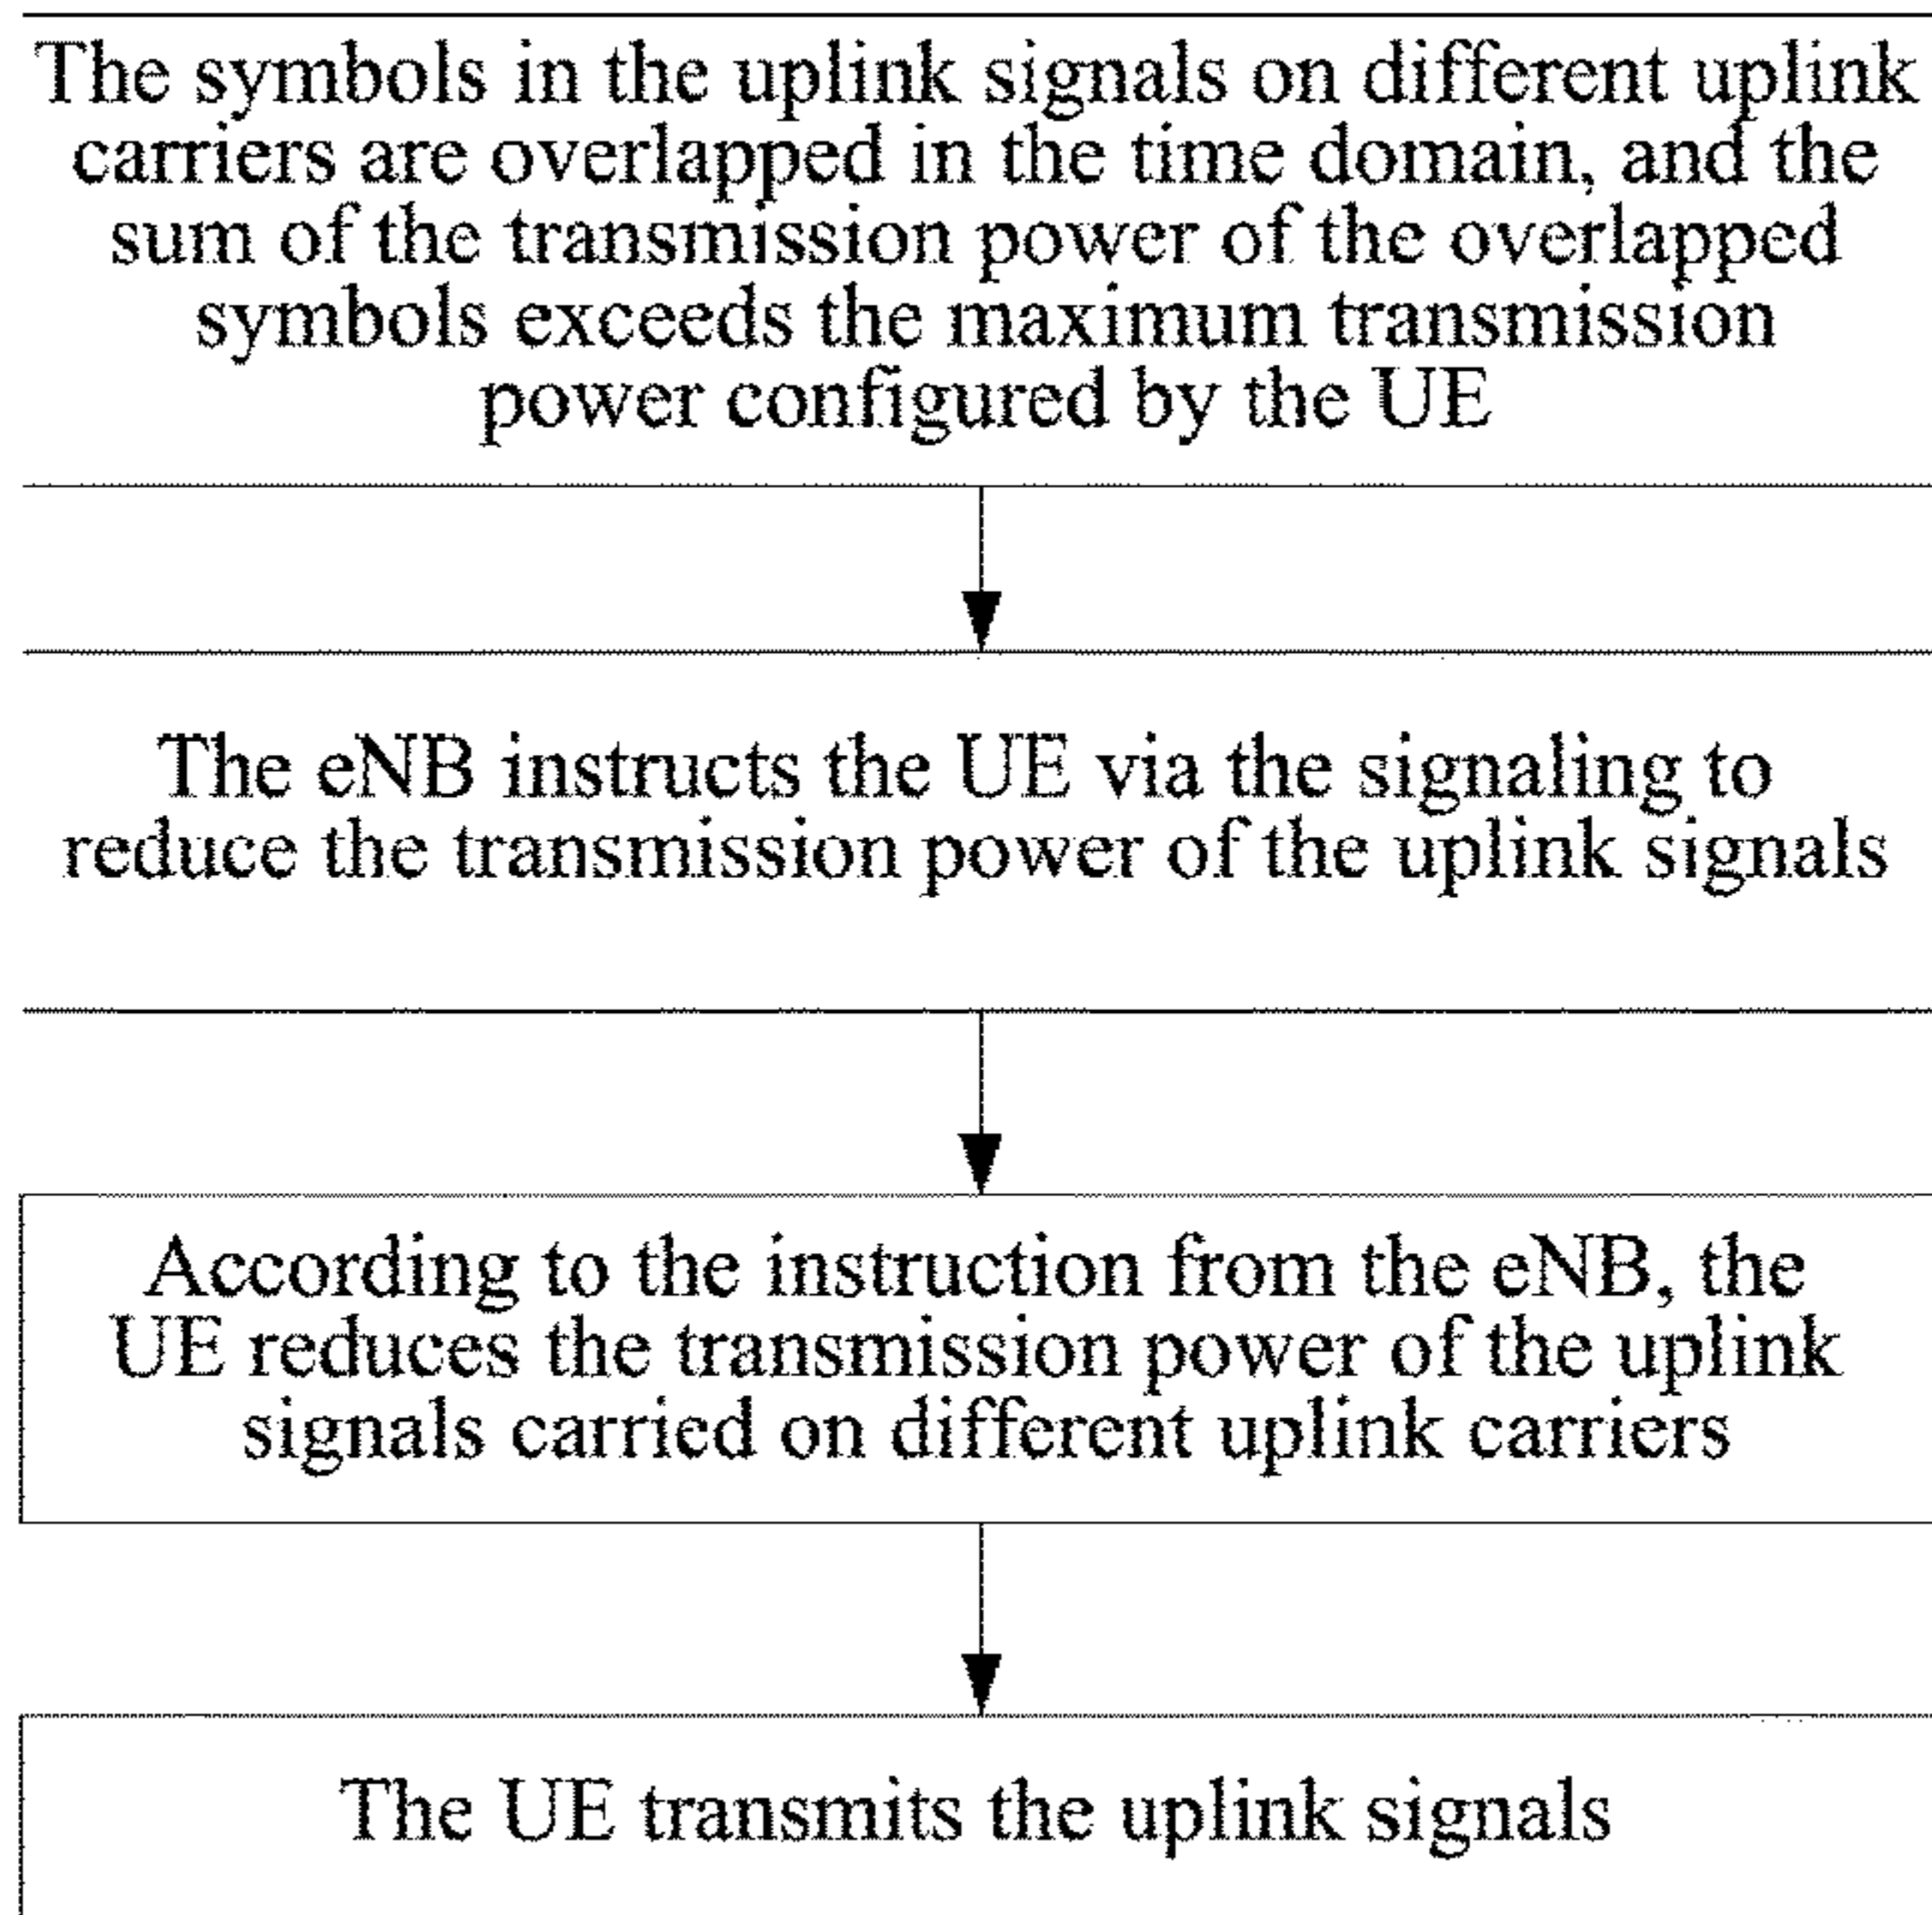 The symbols in the uplink signals on different uplink
carriers are overlapped in the time domain, and the
sum of the transmission power of the overlapped
symbols exceeds the maximum transmission
power configured by the UE
The eNB instructs the UE via the signaling to
reduce the transmission power of the uplink signals
According to the instruction from the eNB, the
UE reduces the transmission power of the uplink
signals carried on different uplink carriers
The UE transmits the uplink signals